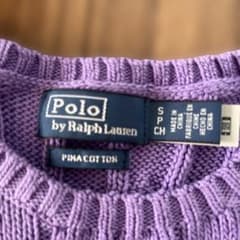 Polo
by Ralph Lauren
PIMA COTTON
S
P
CH
MADE IN
CHINA
FABRIQUÉ EN
CHINE
HECHO EN
CHINA